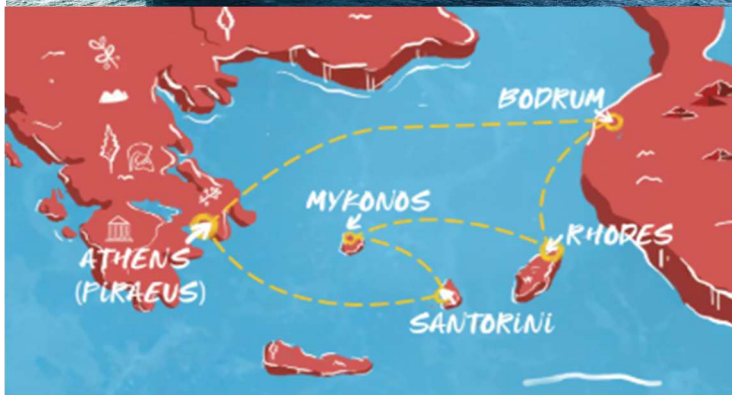 BODRUM
MYKONOS
RHODES
ATHENS
(PIRAEUS)
SANTORINI